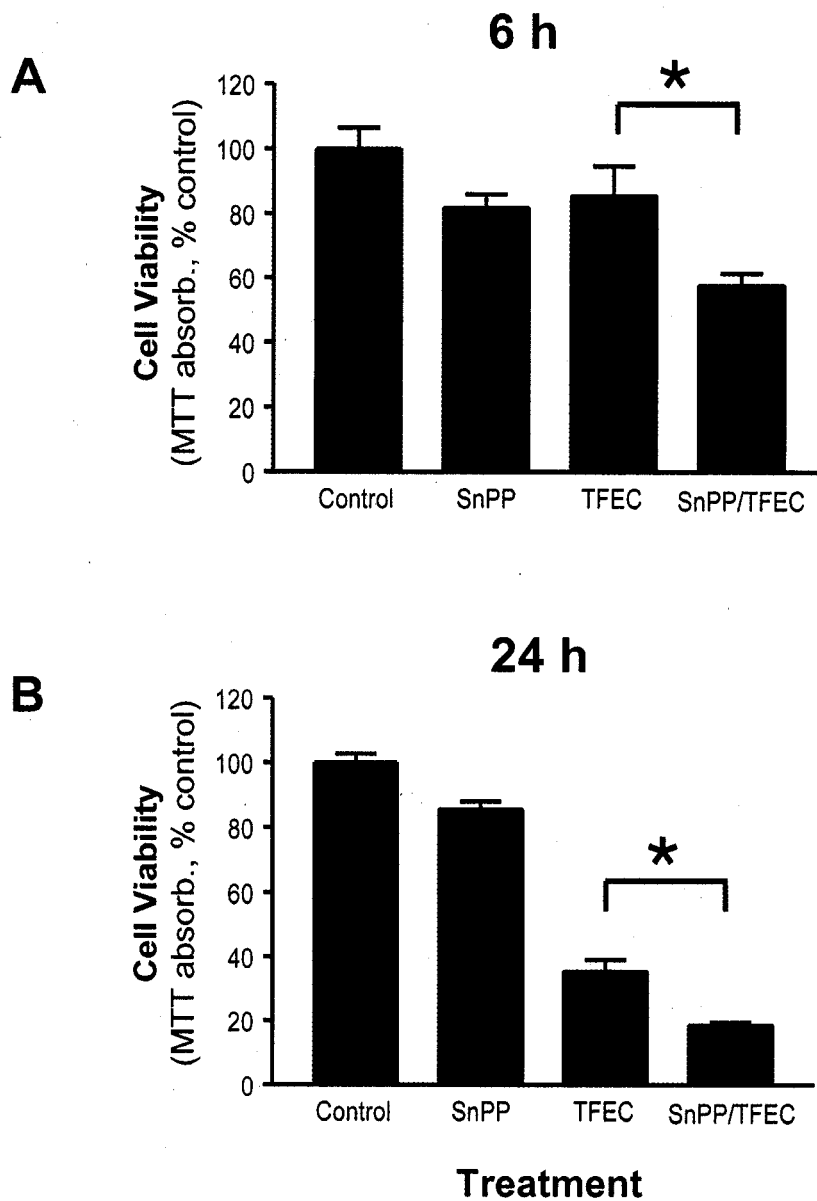 6 h
A
*
Cell Viability
(MTT absorb., % control)
120
100
80
60
40
20
0
Control SnPP TFEC SnPP/TFEC
24 h
B
*
Cell Viability
(MTT absorb., % control)
120
100
80
60
40
20
0
Control SnPP TFEC SnPP/TFEC
Treatment